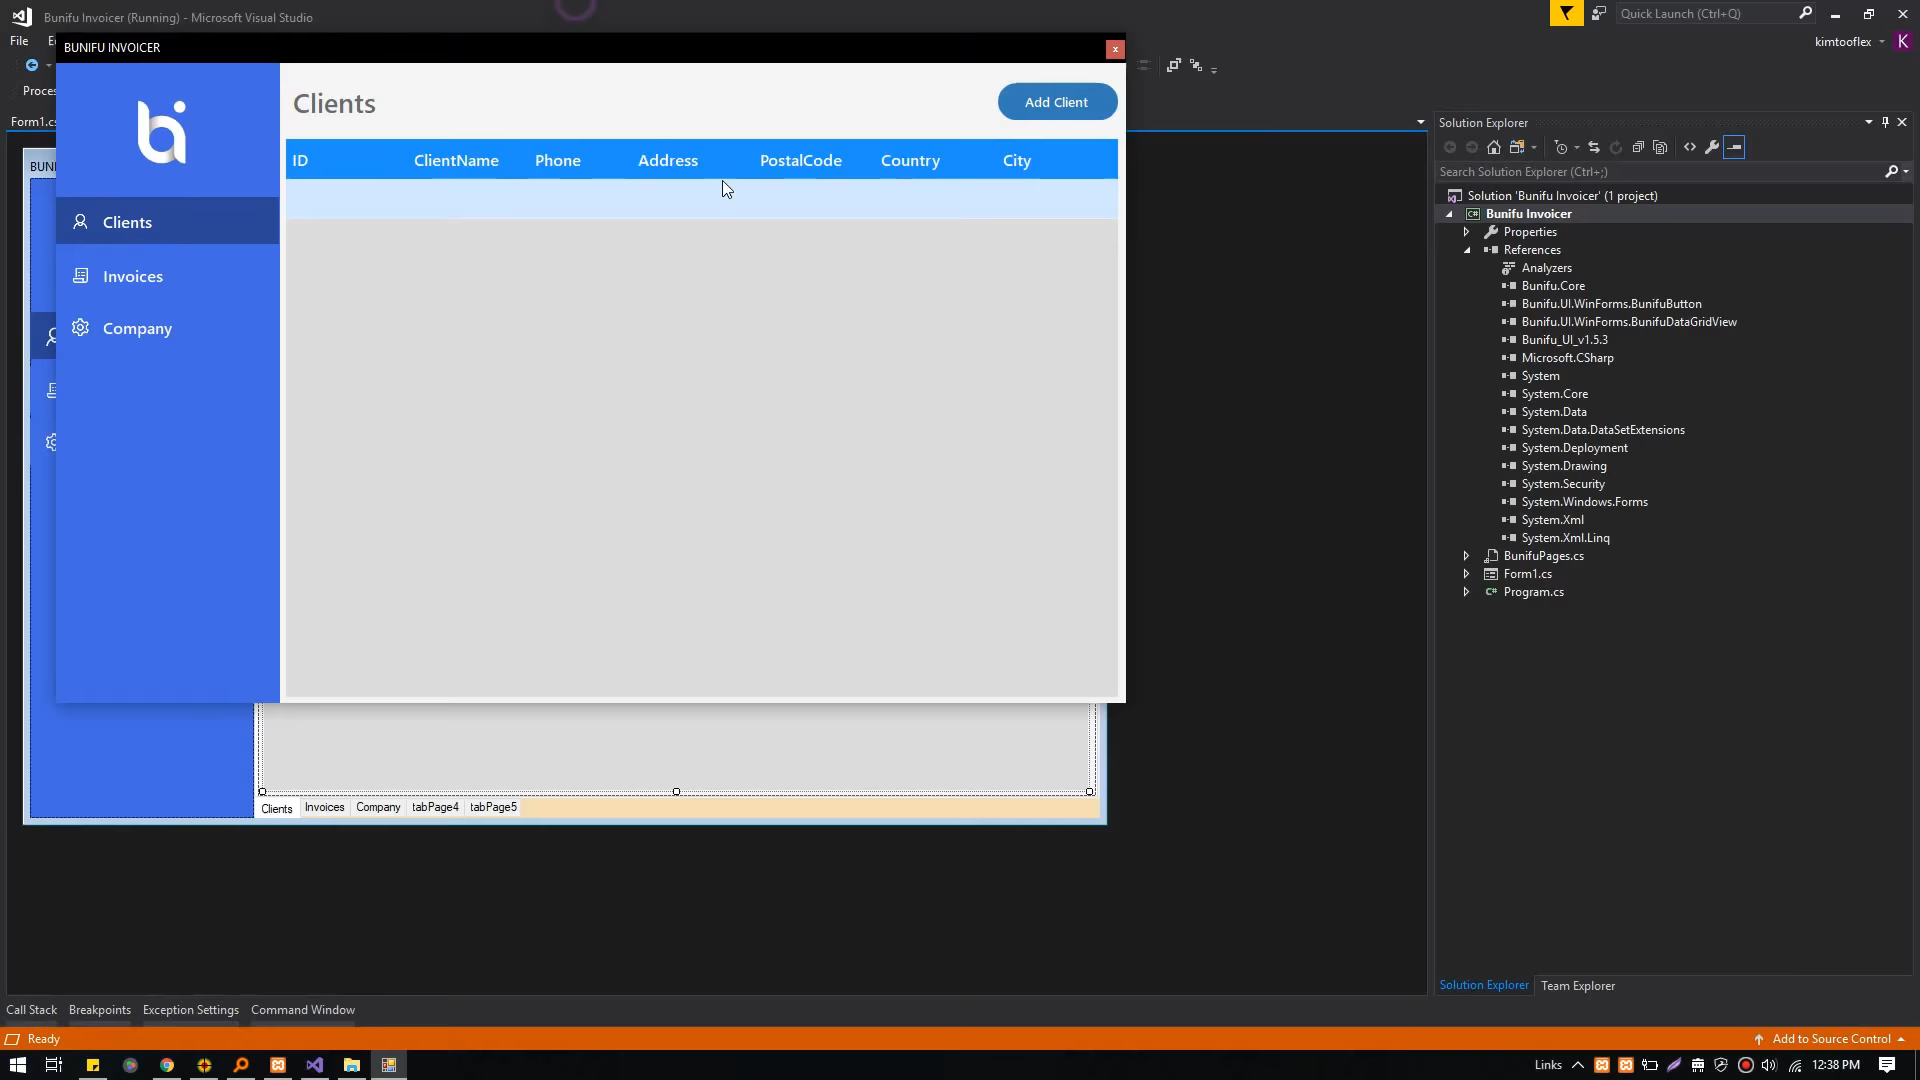 Bunifu Invoicer (Running) - Microsoft Visual Studio
Quick Launch (Ctrl+Q)
File
kimtooflex
K
BUNIFU INVOICER
x
Proces
Form1.cs
BUNI
Clients
Add Client
ID ClientName Phone Address PostalCode Country City
Clients
Invoices
Company
Clients Invoices Company tabPage4 tabPage5
Solution Explorer
Search Solution Explorer (Ctrl+;)
Solution 'Bunifu Invoicer' (1 project)
C# Bunifu Invoicer
Properties
References
Analyzers
Bunifu.Core
Bunifu.UI.WinForms.BunifuButton
Bunifu.UI.WinForms.BunifuDataGridView
Bunifu_UI_v1.5.3
Microsoft.CSharp
System
System.Core
System.Data
System.Data.DataSetExtensions
System.Deployment
System.Drawing
System.Security
System.Windows.Forms
System.Xml
System.Xml.Linq
BunifuPages.cs
Form1.cs
C# Program.cs
Solution Explorer Team Explorer
Call Stack Breakpoints Exception Settings Command Window
Ready
Add to Source Control
Links
12:38 PM